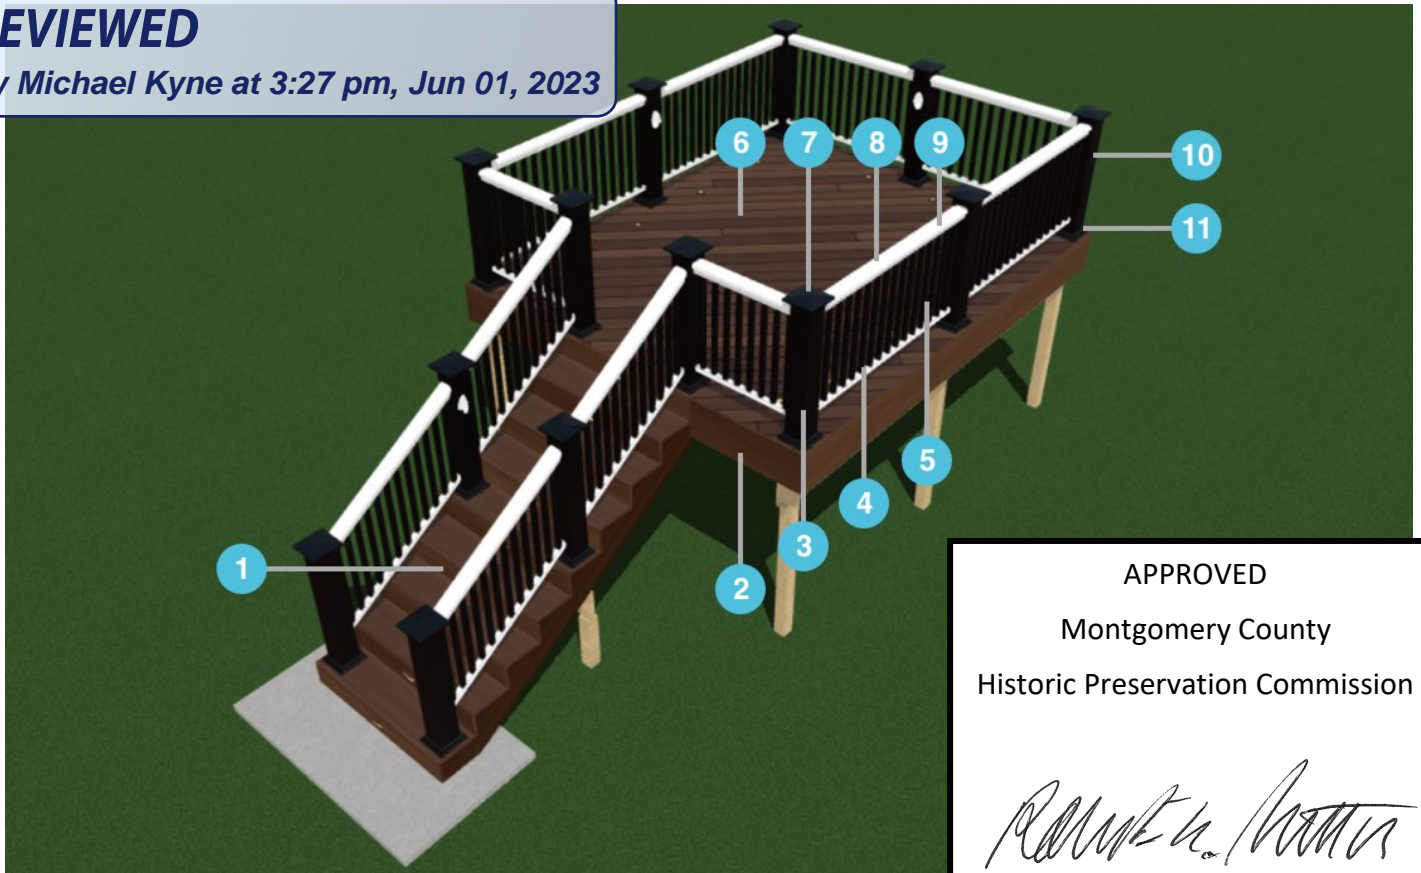 EVIEWED
y Michael Kyne at 3:27 pm, Jun 01, 2023
6
7
8
9
10
11
5
4
3
1
2
APPROVED
Montgomery County
Historic Preservation Commission